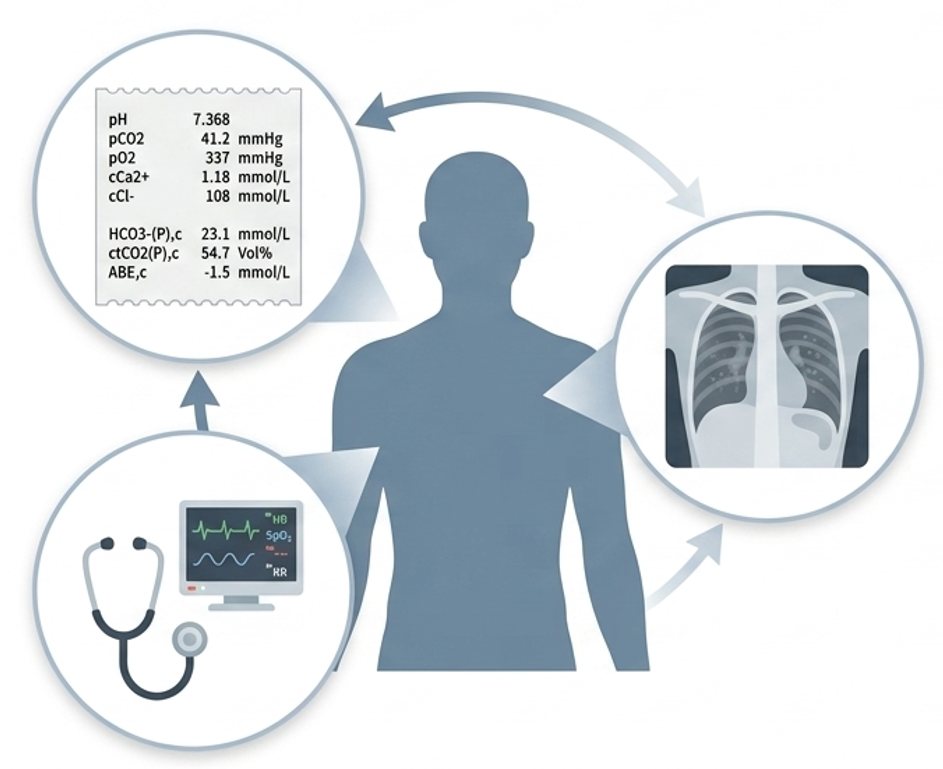 pH 7.368
pCO2 41.2 mmHg
pO2 337 mmHg
cCa2+ 1.18 mmol/L
cCl- 108 mmol/L
HCO3-(P),c 23.1 mmol/L
ctCO2(P),c 54.7 Vol%
ABE,c -1.5 mmol/L
SpO₂
RR